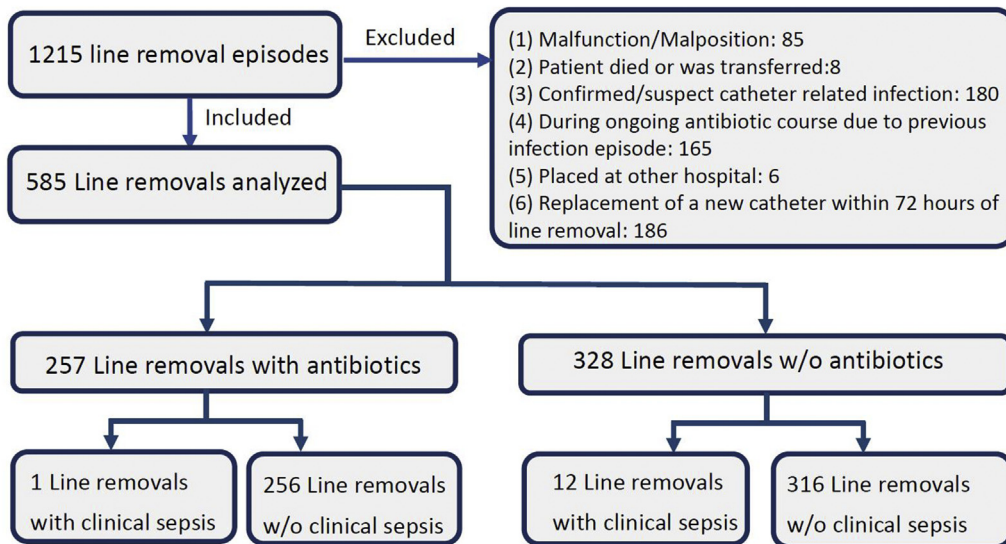 1215 line removal episodes
Excluded
(1) Malfunction/Malposition: 85
(2) Patient died or was transferred:8
(3) Confirmed/suspect catheter related infection: 180
(4) During ongoing antibiotic course due to previous
infection episode: 165
(5) Placed at other hospital: 6
(6) Replacement of a new catheter within 72 hours of
line removal: 186
Included
585 Line removals analyzed
257 Line removals with antibiotics
328 Line removals w/o antibiotics
1 Line removals
with clinical sepsis
256 Line removals
w/o clinical sepsis
12 Line removals
with clinical sepsis
316 Line removals
w/o clinical sepsis